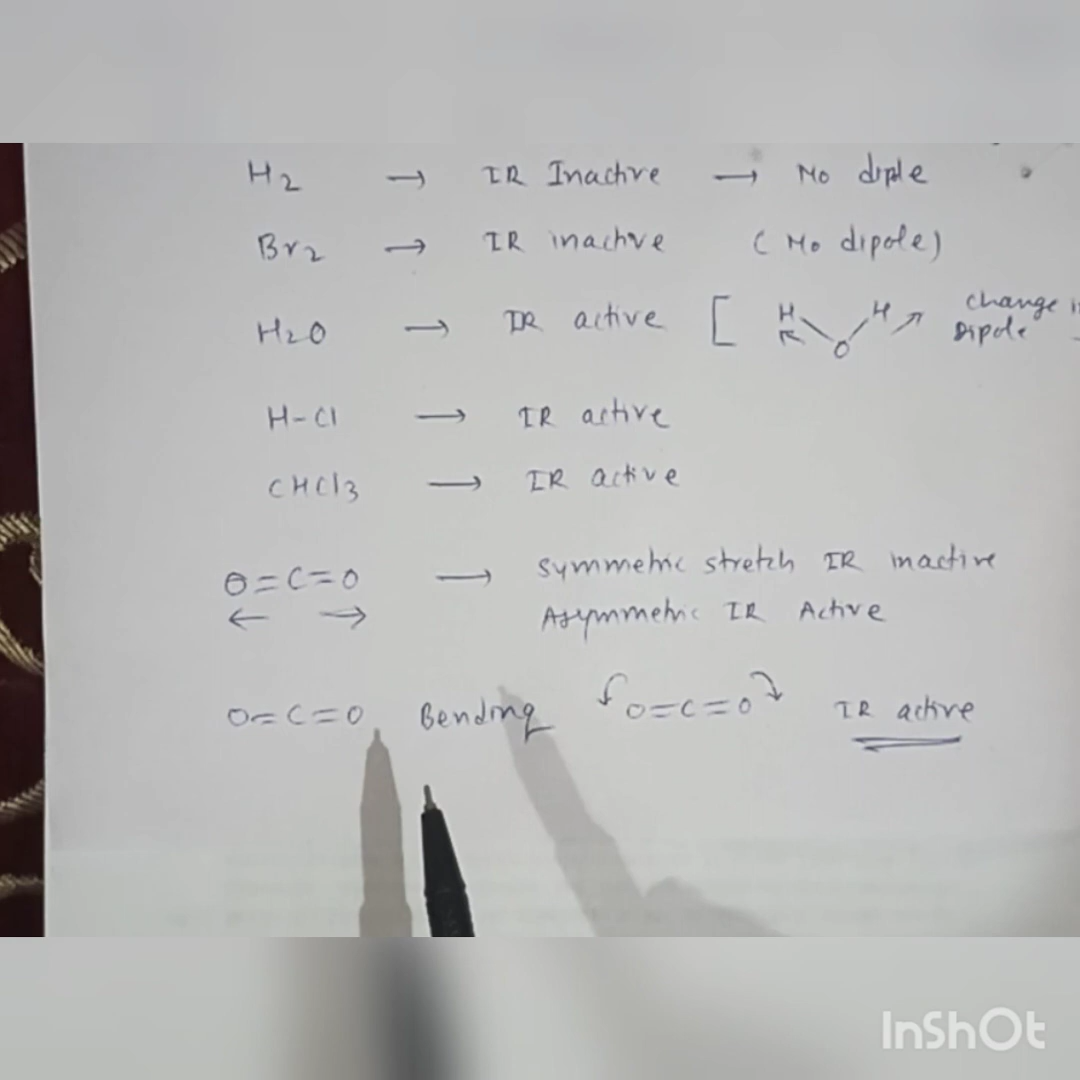 H2 → IR Inactive → No diple
Br2 → IR inactive (No dipole)
H2O → IR active [ H O H change
Dipole
H-Cl → IR active
CHCl3 → IR active
O=C=O → symmetric stretch IR inactive
← → Asymmetric IR Active
O=C=O Bending O=C=O IR active
InShOt